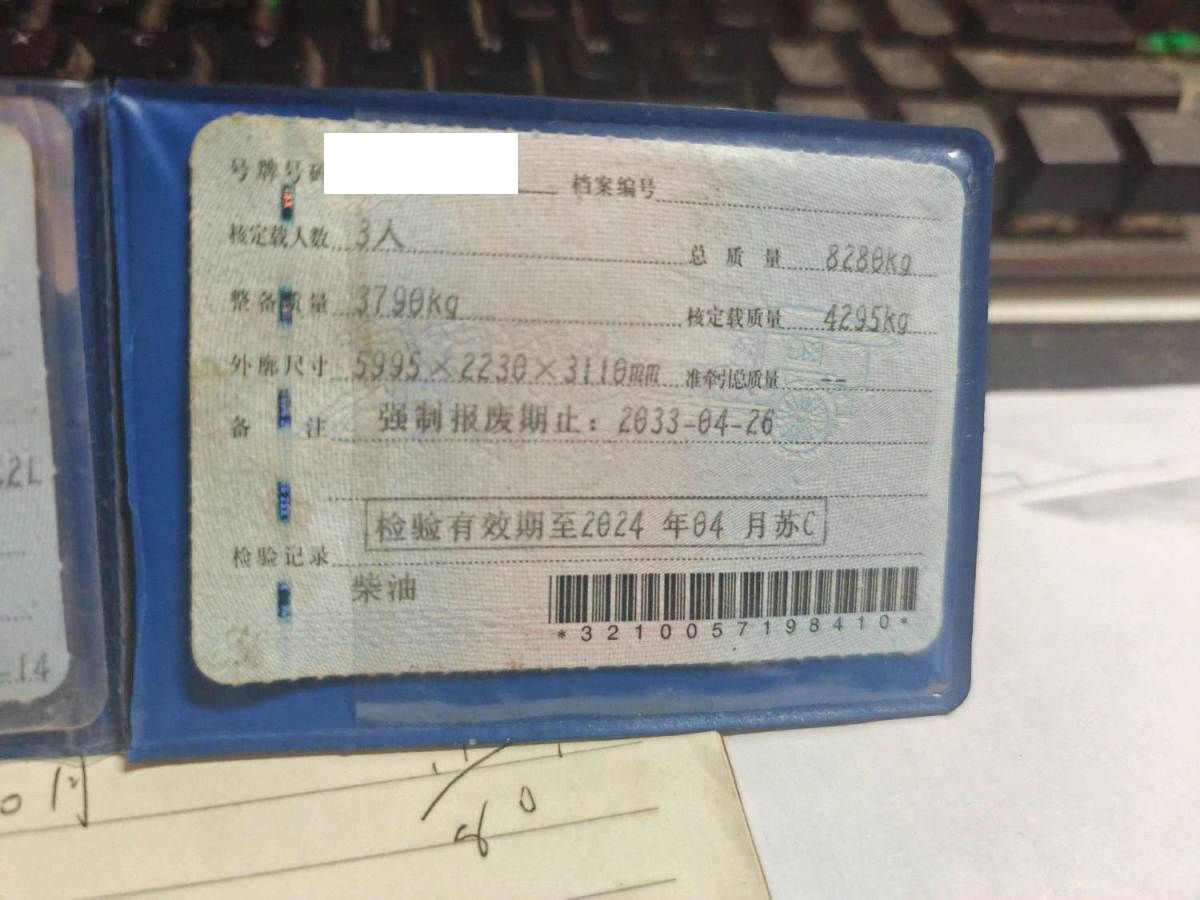 号牌号码 档案编号
核定载人数 3人 总质量 8280kg
整备质量 3790kg 核定载质量 4295kg
外廓尺寸 5995×2230×3110mm 准牵引总质量 --
备注 强制报废期止：2033-04-26
检验有效期至2024 年04 月苏C
检验记录
柴油
*3210057198410*
2L
-14
80